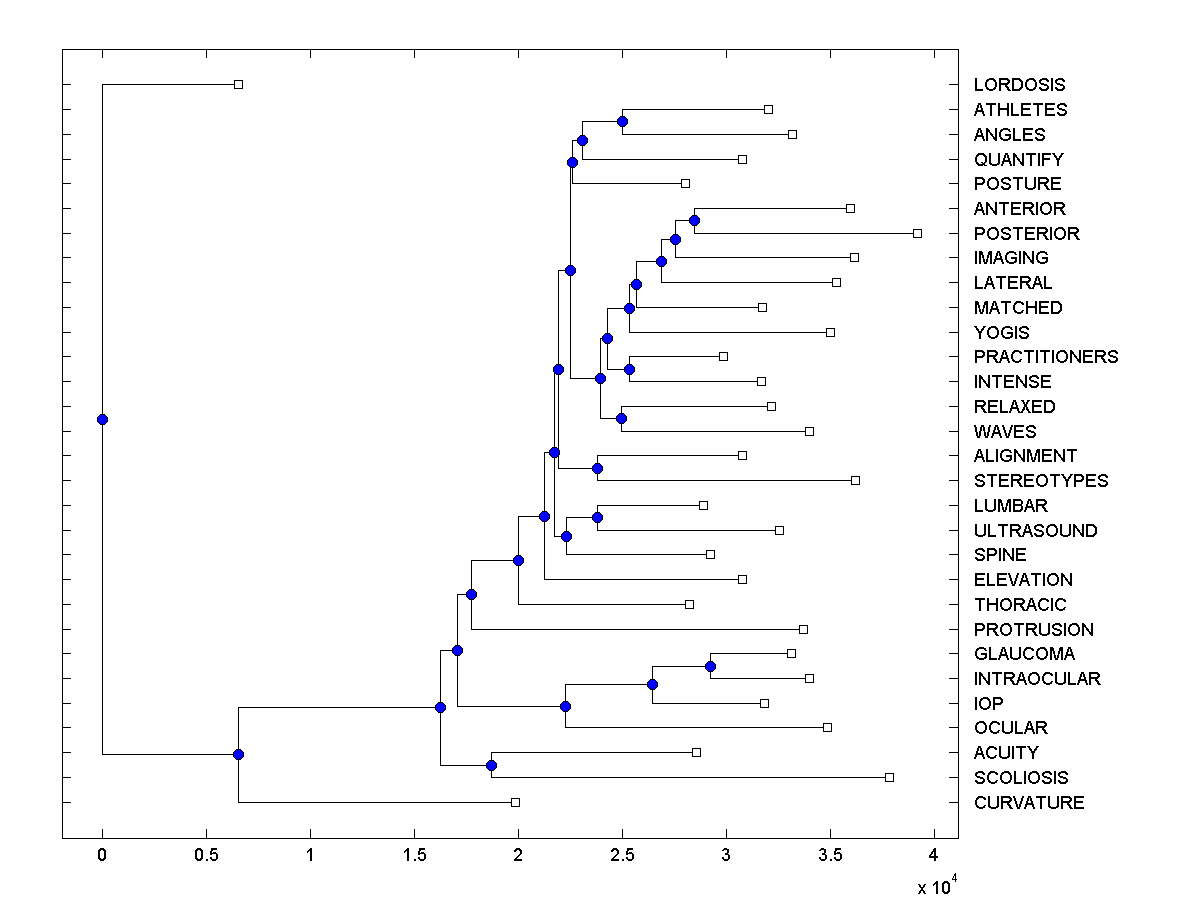 LORDOSIS
ATHLETES
ANGLES
QUANTIFY
POSTURE
ANTERIOR
POSTERIOR
IMAGING
LATERAL
MATCHED
YOGIS
PRACTITIONERS
INTENSE
RELAXED
WAVES
ALIGNMENT
STEREOTYPES
LUMBAR
ULTRASOUND
SPINE
ELEVATION
THORACIC
PROTRUSION
GLAUCOMA
INTRAOCULAR
IOP
OCULAR
ACUITY
SCOLIOSIS
CURVATURE
0 0.5 1 1.5 2 2.5 3 3.5 4
x 10^4